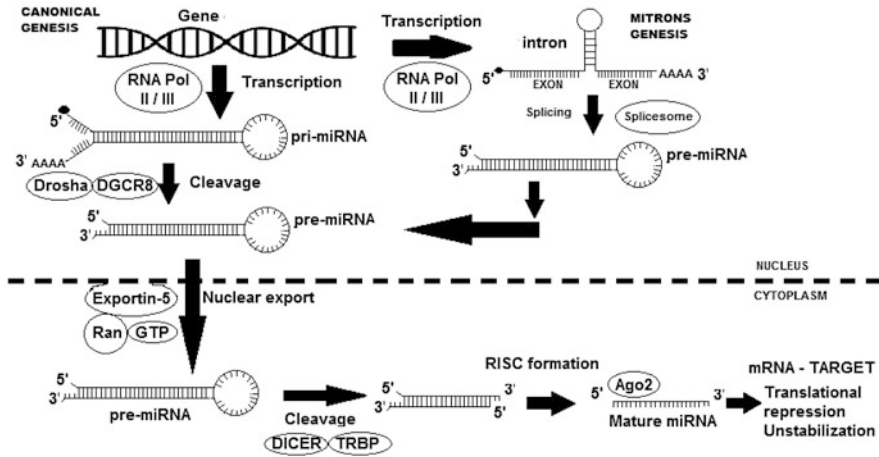 CANONICAL
GENESIS
Gene
Transcription
MITRONS
GENESIS
intron
RNA Pol
II / III
Transcription
RNA Pol
II / III
5'
EXON
EXON
AAAA 3'
5'
pri-miRNA
3' AAAA
Splicing
Splicesome
Drosha
DGCR8
Cleavage
5'
3'
pre-miRNA
5'
3'
pre-miRNA
NUCLEUS
CYTOPLASM
Exportin-5
Nuclear export
Ran
GTP
5'
3'
pre-miRNA
Cleavage
DICER
TRBP
5'
3'
3'
5'
RISC formation
5'
Ago2
3'
Mature miRNA
mRNA - TARGET
Translational
repression
Unstabilization